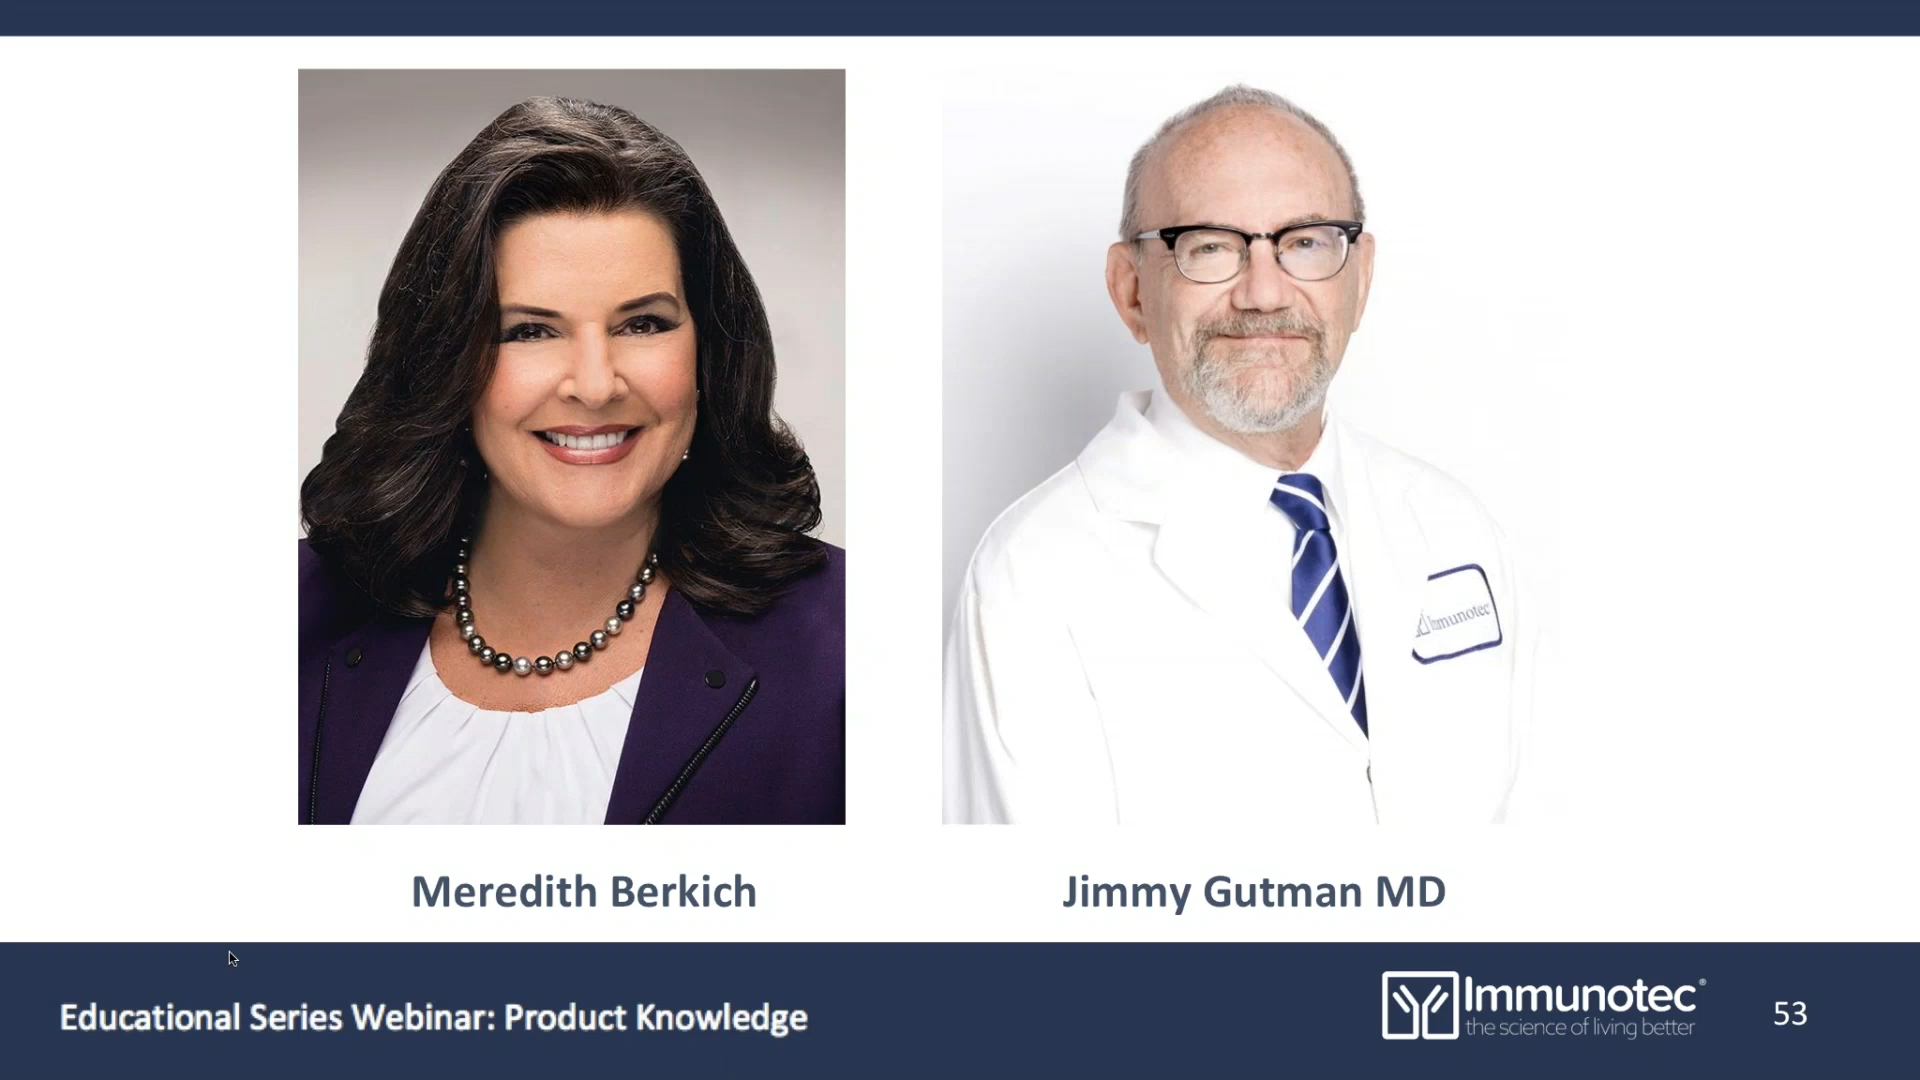 Immunotec
Meredith Berkich
Jimmy Gutman MD
Educational Series Webinar: Product Knowledge
Immunotec®
the science of living better
53